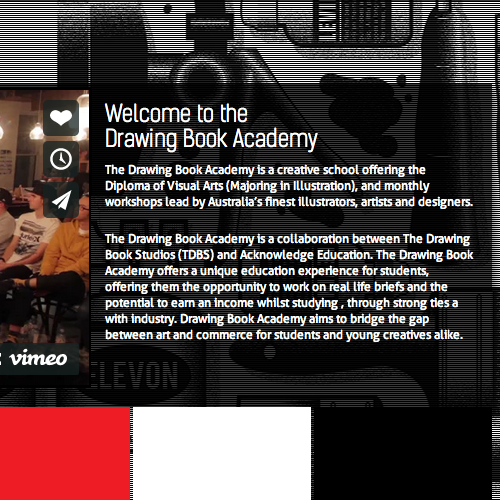 Welcome to the
Drawing Book Academy
The Drawing Book Academy is a creative school offering the
Diploma of Visual Arts (Majoring in Illustration), and monthly
workshops lead by Australia's finest illustrators, artists and designers.
The Drawing Book Academy is a collaboration between The Drawing
Book Studios (TDBS) and Acknowledge Education. The Drawing Book
Academy offers a unique education experience for students,
offering them the opportunity to work on real life briefs and the
potential to earn an income whilst studying , through strong ties a
with industry. Drawing Book Academy aims to bridge the gap
between art and commerce for students and young creatives alike.
vimeo
ELEVON